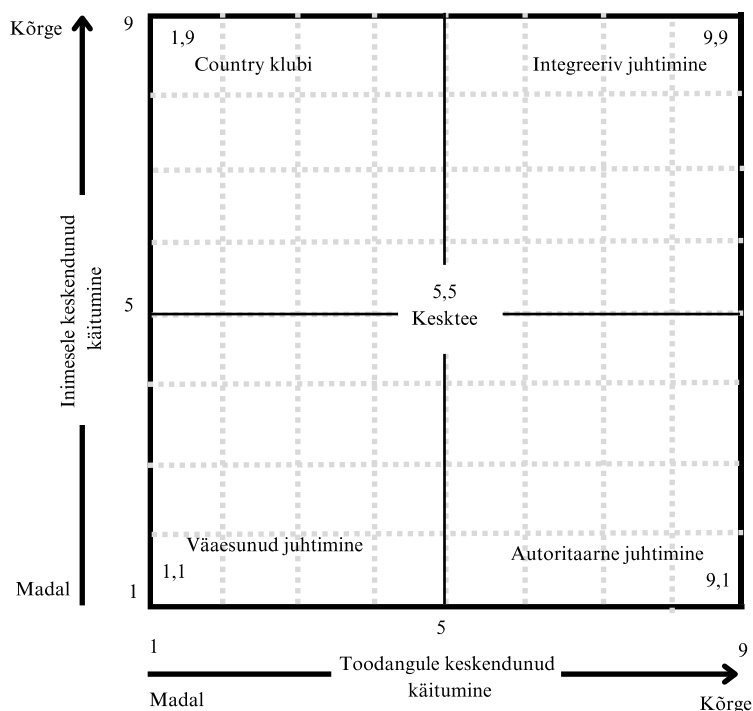 Kõrge
9
1,9
Country klubi
9,9
Integreeriv juhtimine
Inimesele keskendunud
käitumine
5
5,5
Kesktee
Väaesunud juhtimine
1,1
Autoritaarne juhtimine
9,1
Madal
1
1
5
9
Toodangule keskendunud
käitumine
Madal
Kõrge